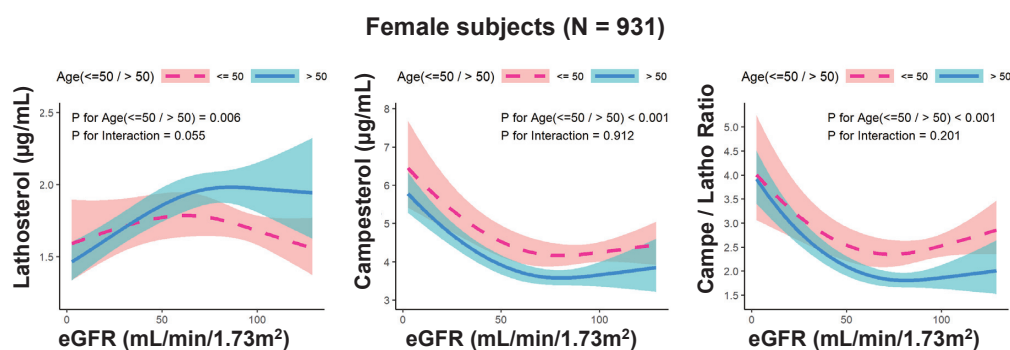 Female subjects (N = 931)
Age(<=50 / > 50) <= 50 > 50
P for Age(<=50 / > 50) = 0.006
P for Interaction = 0.055
Lathosterol (µg/mL)
2.5
2.0
1.5
0 50 100
eGFR (mL/min/1.73m²)
Age(<=50 / > 50) <= 50 > 50
P for Age(<=50 / > 50) < 0.001
P for Interaction = 0.912
Campesterol (µg/mL)
8
7
6
5
4
3
0 50 100
eGFR (mL/min/1.73m²)
Age(<=50 / > 50) <= 50 > 50
P for Age(<=50 / > 50) < 0.001
P for Interaction = 0.201
Campe / Latho Ratio
5.0
4.5
4.0
3.5
3.0
2.5
2.0
1.5
0 50 100
eGFR (mL/min/1.73m²)